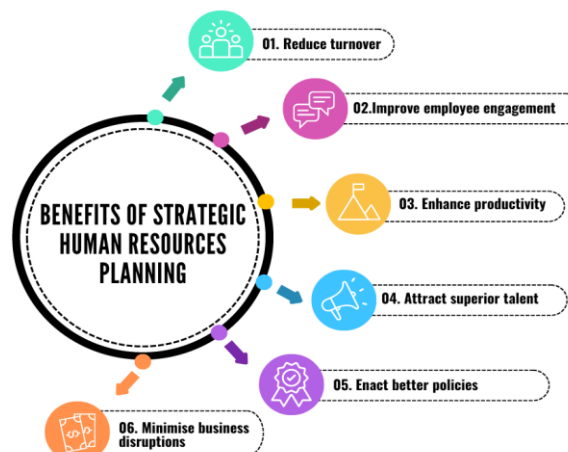 BENEFITS OF STRATEGIC
HUMAN RESOURCES
PLANNING
01. Reduce turnover
02.Improve employee engagement
03. Enhance productivity
04. Attract superior talent
05. Enact better policies
06. Minimise business
disruptions